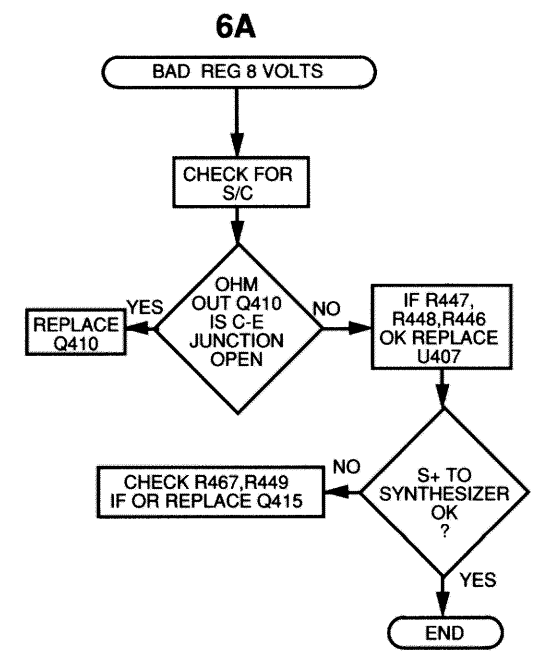 6A
BAD REG 8 VOLTS
CHECK FOR
S/C
OHM
OUT Q410
IS C-E
JUNCTION
OPEN
YES
NO
REPLACE
Q410
IF R447,
R448,R446
OK REPLACE
U407
S+ TO
SYNTHESIZER
OK
?
NO
CHECK R467,R449
IF OR REPLACE Q415
YES
END